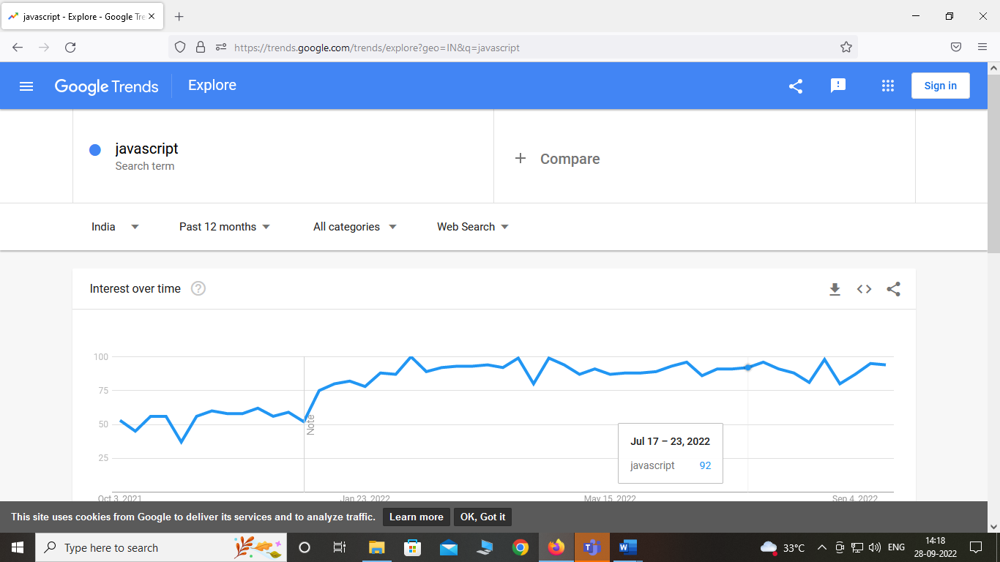 javascript - Explore - Google Tre
https://trends.google.com/trends/explore?geo=IN&q=javascript
Google Trends
Explore
Sign in
javascript
Search term
+ Compare
India
Past 12 months
All categories
Web Search
Interest over time
100
75
50
25
Note
Jul 17 – 23, 2022
javascript 92
Oct 3, 2021
Jan 23, 2022
May 15, 2022
Sep 4, 2022
This site uses cookies from Google to deliver its services and to analyze traffic.
Learn more
OK, Got it
Type here to search
33°C
ENG
14:18
28-09-2022